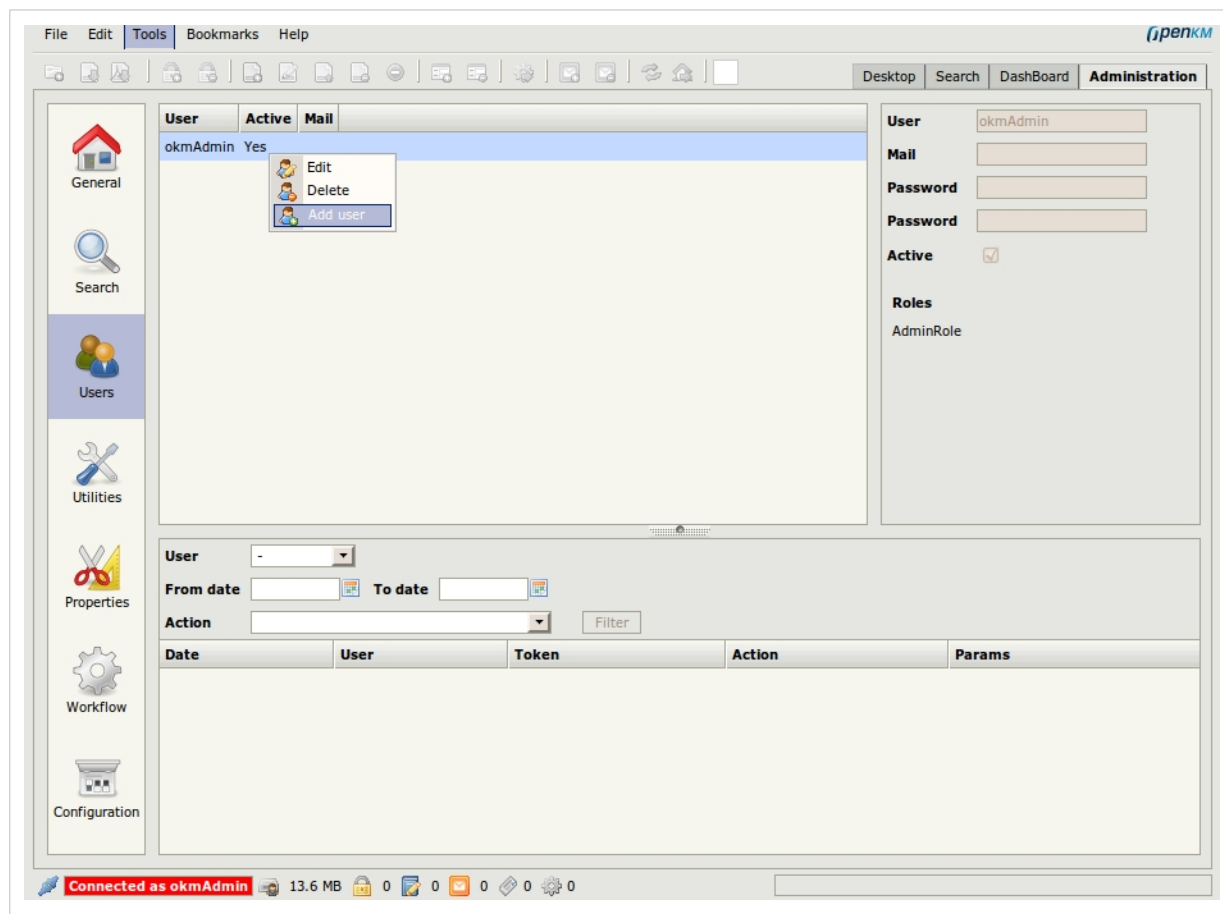 File Edit Tools Bookmarks Help
OpenKM
Desktop Search DashBoard Administration
General
Search
Users
Utilities
Properties
Workflow
Configuration
User Active Mail
okmAdmin Yes
Edit
Delete
Add user
User okmAdmin
Mail
Password
Password
Active
Roles
AdminRole
User -
From date To date
Action Filter
Date User Token Action Params
Connected as okmAdmin 13.6 MB 0 0 0 0 0